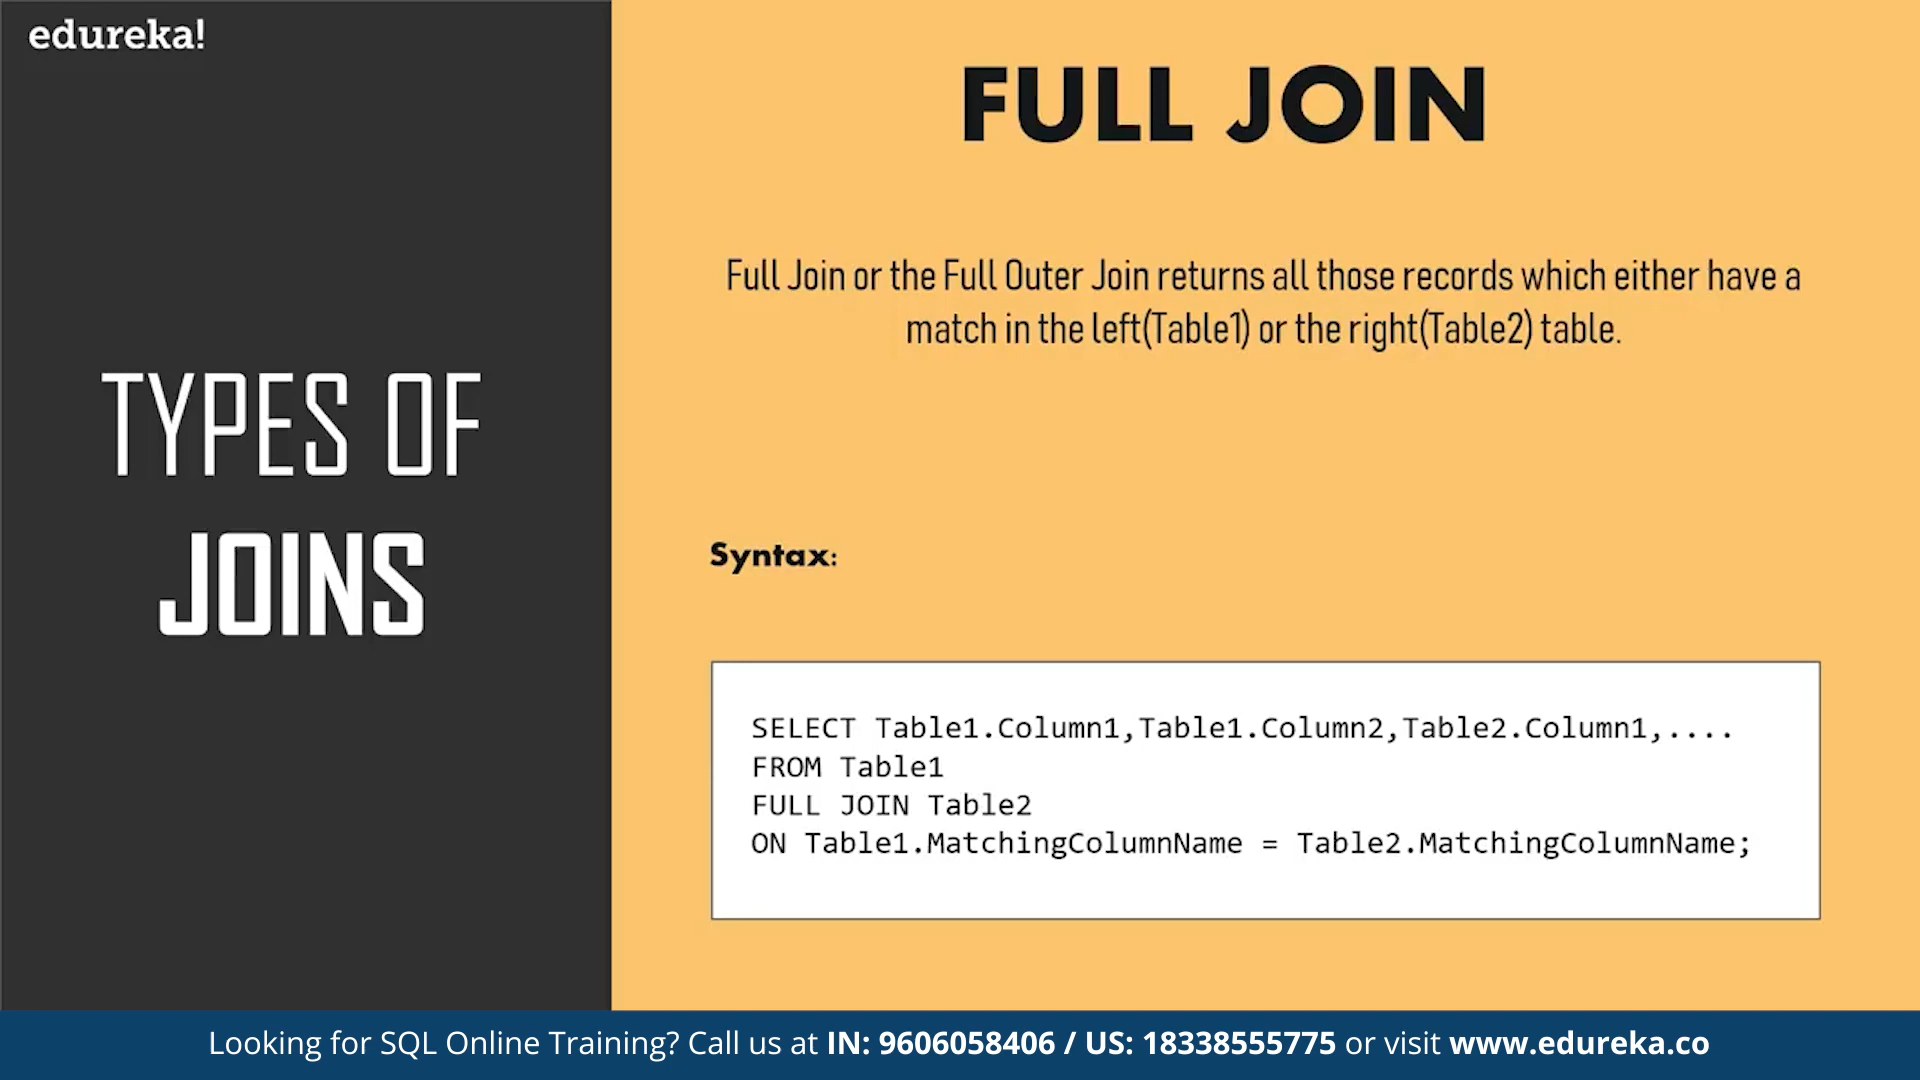 edureka!
TYPES OF
JOINS
FULL JOIN
Full Join or the Full Outer Join returns all those records which either have a
match in the left(Table1) or the right(Table2) table.
Syntax:
SELECT Table1.Column1,Table1.Column2,Table2.Column1,....
FROM Table1
FULL JOIN Table2
ON Table1.MatchingColumnName = Table2.MatchingColumnName;
Looking for SQL Online Training? Call us at IN: 9606058406 / US: 18338555775 or visit www.edureka.co